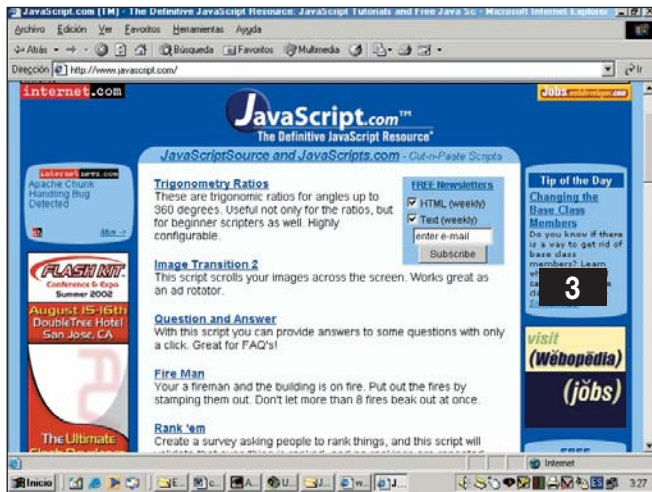 JavaScript.com [TM] - The Definitive JavaScript Resource: JavaScript Tutorials and Free Java Sc - Microsoft Internet Explorer
Archivo Edición Ver Favoritos Herramientas Ayuda
Atrás Búsqueda Favoritos Multimedia
Dirección http://www.javascript.com/ Ir
internet.com
JavaScript.com™
The Definitive JavaScript Resource
Jobs.webdeveloper.com
JavaScriptSource and JavaScripts.com - Cut-n-Paste Scripts
internetnews.com
Apache Chunk
Handling Bug
Detected
Trigonometry Ratios
These are trigonomic ratios for angles up to
360 degrees. Useful not only for the ratios, but
for beginner scripters as well. Highly
configurable.
FREE Newsletters
HTML (weekly)
Text (weekly)
enter e-mail
Subscribe
Tip of the Day
Changing the
Base Class
Members
Do you know if there
is a way to get rid of
base class
members? Learn
3
Image Transition 2
This script scrolls your images across the screen. Works great as
an ad rotator.
FLASH KIT
Conference & Expo
Summer 2002
August 15-16th
DoubleTree Hotel
San Jose, CA
The Ultimate
Question and Answer
With this script you can provide answers to some questions with only
a click. Great for FAQ's!
Fire Man
Your a fireman and the building is on fire. Put out the fires by
stamping them out. Don't let more than 8 fires beak out at once.
Rank 'em
Create a survey asking people to rank things, and this script will
visit
(Wĕbopēdia)
(jŏbs)
FREE
Internet
Inicio E... c... A... U... J... w... J... ES 3:27